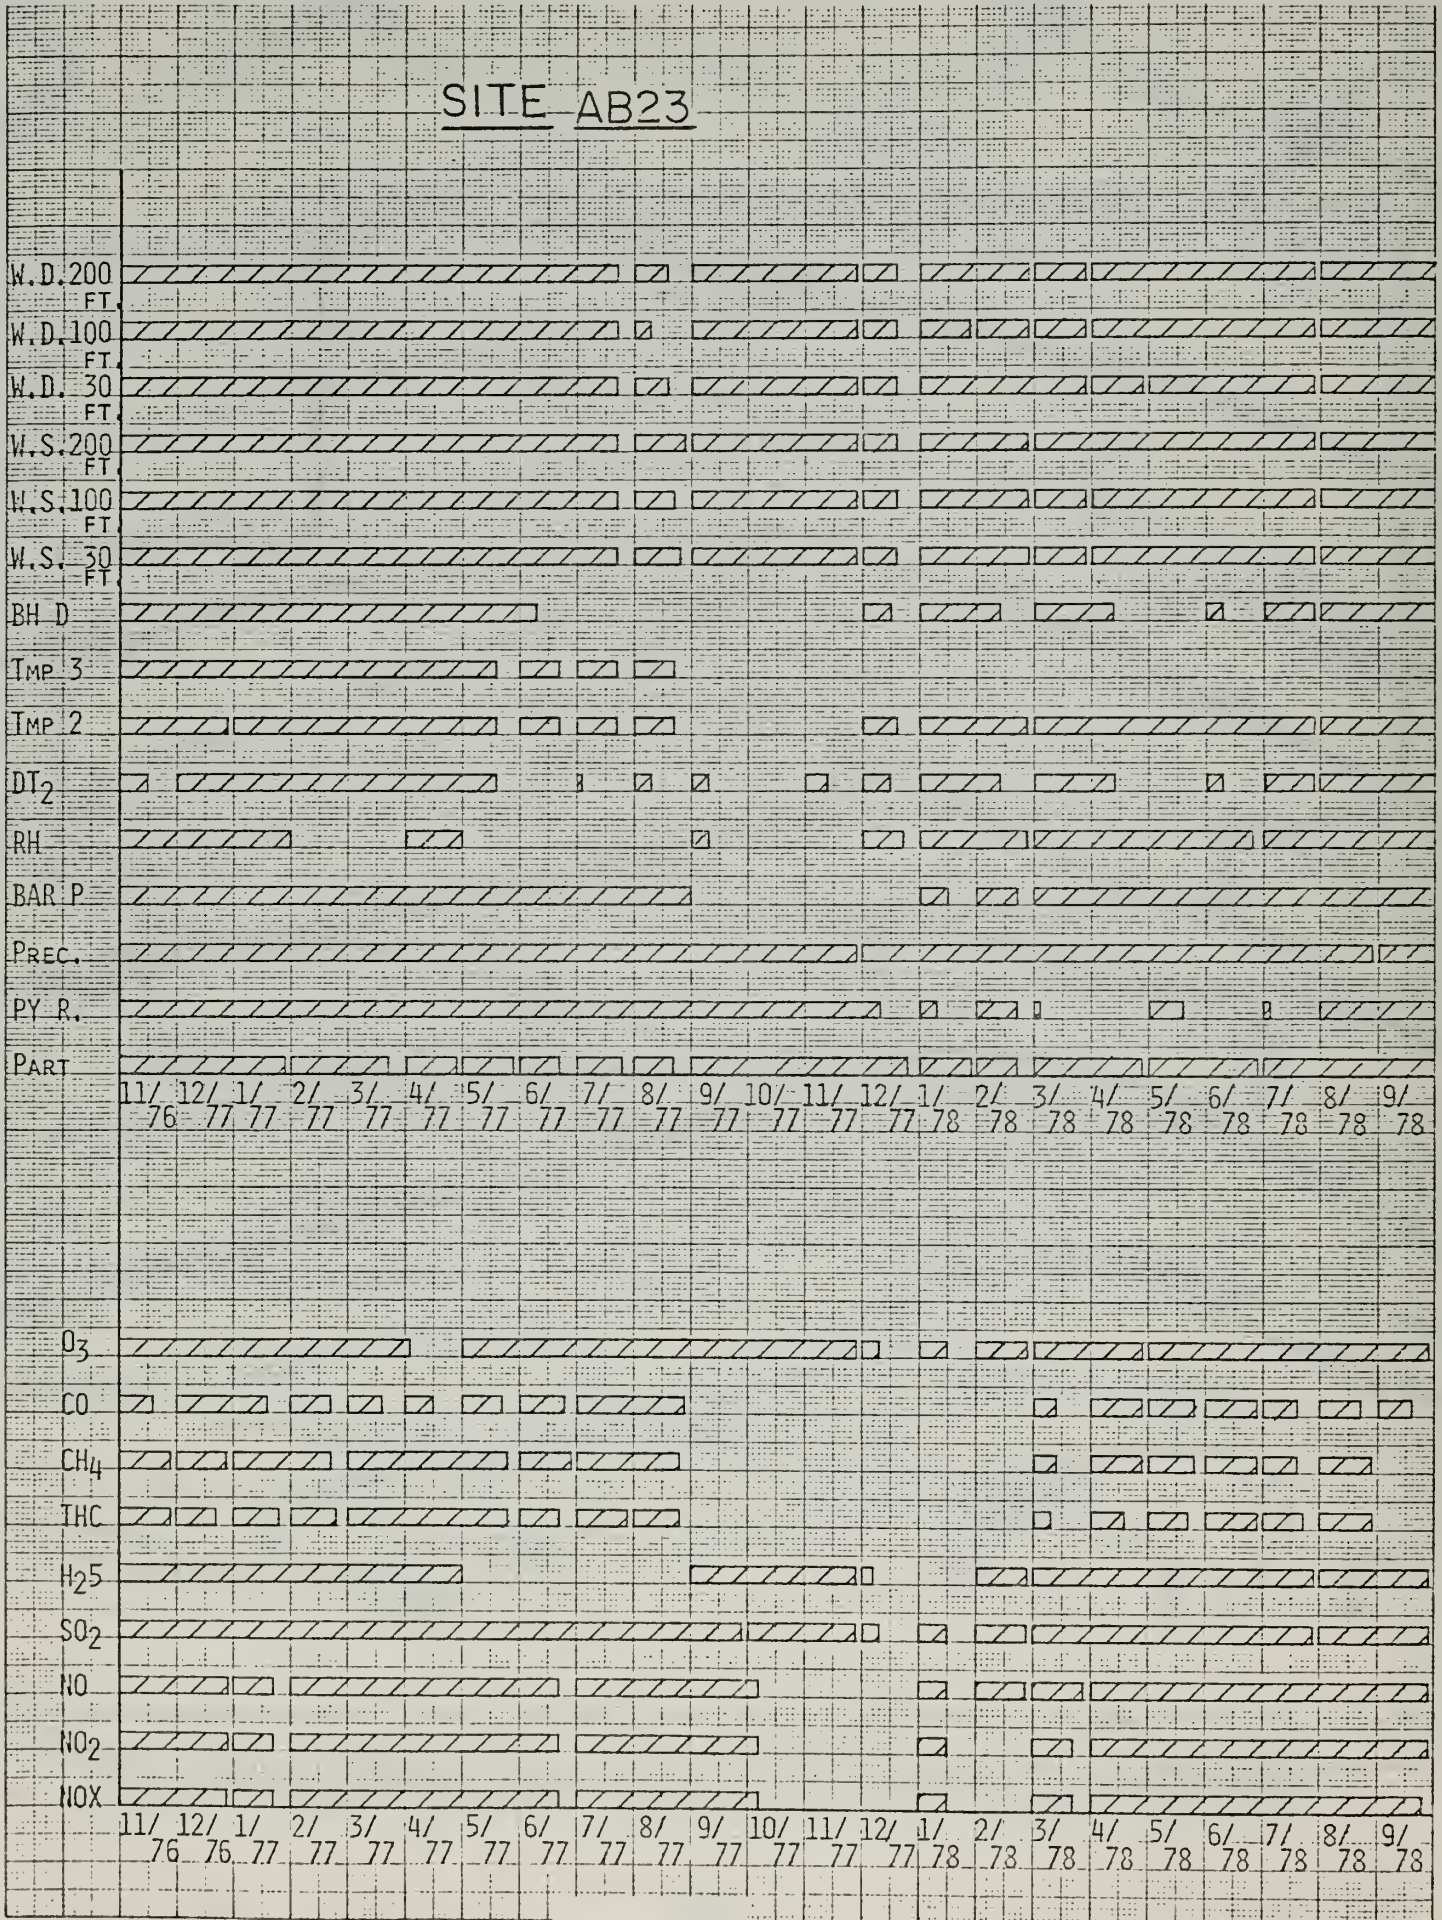 SITE AB23
W.D.200
FT.
W.D.100
FT.
W.D. 30
FT.
W.S.200
FT.
W.S.100
FT.
W.S. 30
FT.
BH D
TMP 3
TMP 2
DT2
RH
BAR P
PREC.
PY R.
PART
11/ 12/ 1/ 2/ 3/ 4/ 5/ 6/ 7/ 8/ 9/ 10/ 11/ 12/ 1/ 2/ 3/ 4/ 5/ 6/ 7/ 8/ 9/
76 77 77 77 77 77 77 77 77 77 77 77 77 77 78 78 78 78 78 78 78 78 78
O3
CO
CH4
THC
H25
SO2
NO
NO2
NOX
11/ 12/ 1/ 2/ 3/ 4/ 5/ 6/ 7/ 8/ 9/ 10/ 11/ 12/ 1/ 2/ 3/ 4/ 5/ 6/ 7/ 8/ 9/
76 76 77 77 77 77 77 77 77 77 77 77 77 77 78 78 78 78 78 78 78 78 78